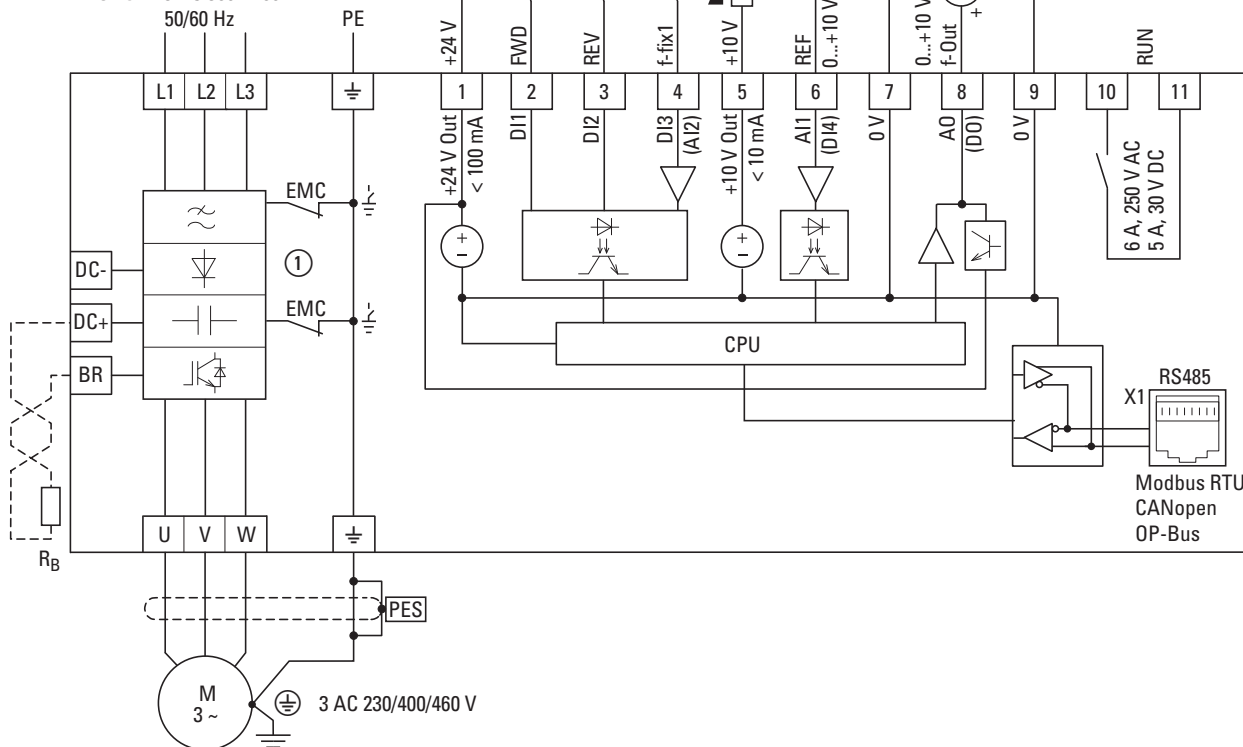 50/60 Hz
PE
+24 V
FWD
REV
f-fix1
+10 V
REF
0...+10 V
0...+10 V
f-Out
+
RUN
L1 L2 L3
1 2 3 4 5 6 7 8 9 10 11
+24 V Out
< 100 mA
DI1
DI2
DI3
(AI2)
+10 V Out
< 10 mA
AI1
(DI4)
0 V
AO
(DO)
0 V
6 A, 250 V AC
5 A, 30 V DC
EMC
DC-
1
+
−
+
−
DC+
EMC
CPU
BR
X1
RS485
Modbus RTU
CANopen
OP-Bus
U V W
RB
PES
M
3 ~
3 AC 230/400/460 V